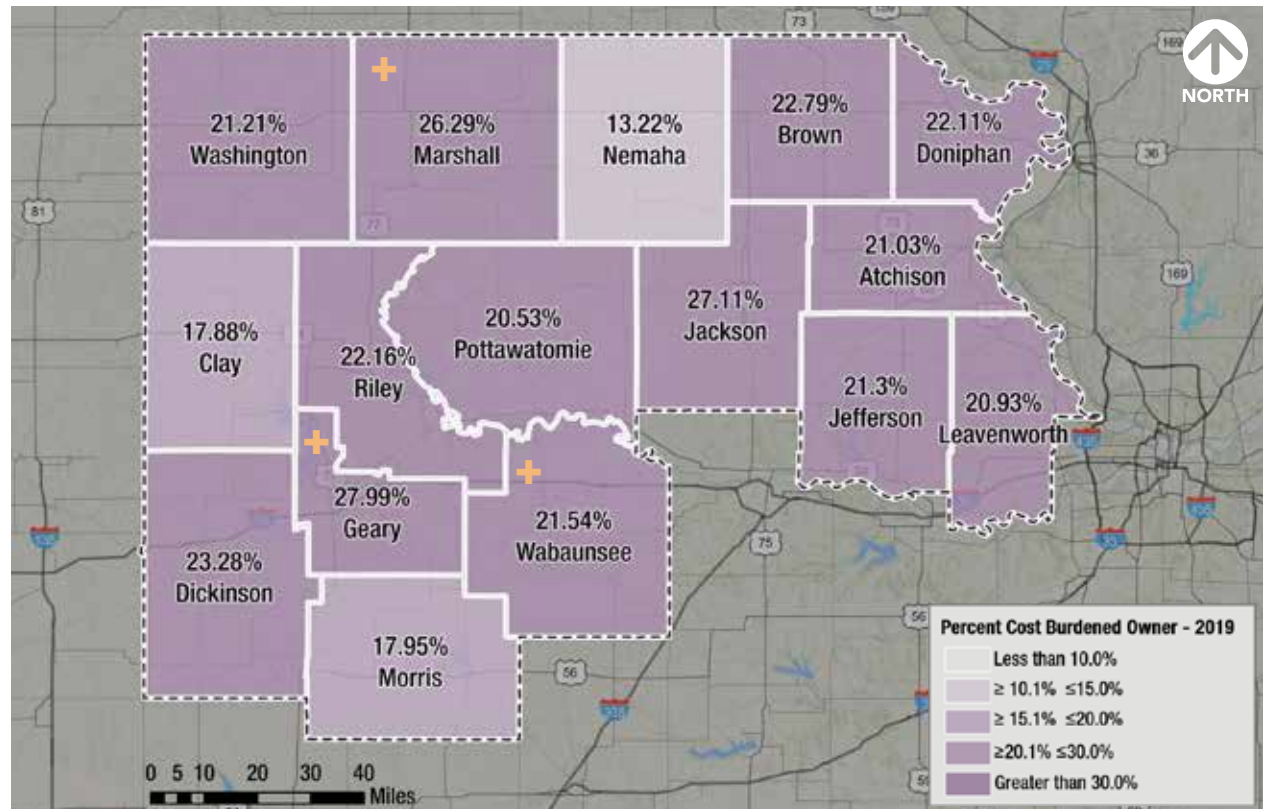 73
169
NORTH
21.21%
Washington
26.29%
Marshall
13.22%
Nemaha
22.79%
Brown
22.11%
Doniphan
36
81
77
73
21.03%
Atchison
169
17.88%
Clay
22.16%
Riley
20.53%
Pottawatomie
27.11%
Jackson
21.3%
Jefferson
20.93%
Leavenworth
27.99%
Geary
21.54%
Wabaunsee
75
23.28%
Dickinson
17.95%
Morris
56
56
Percent Cost Burdened Owner - 2019
Less than 10.0%
≥ 10.1% ≤15.0%
≥ 15.1% ≤20.0%
≥20.1% ≤30.0%
Greater than 30.0%
0 5 10 20 30 40
Miles